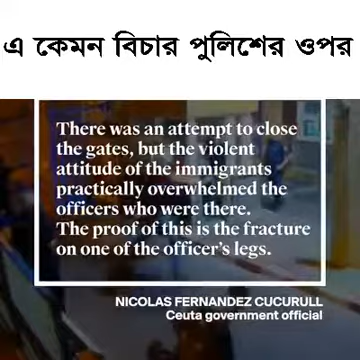 এ কেমন বিচার পুলিশের ওপর
There was an attempt to close
the gates, but the violent
attitude of the immigrants
practically overwhelmed the
officers who were there.
The proof of this is the fracture
on one of the officer's legs.
NICOLAS FERNANDEZ CUCURULL
Ceuta government official